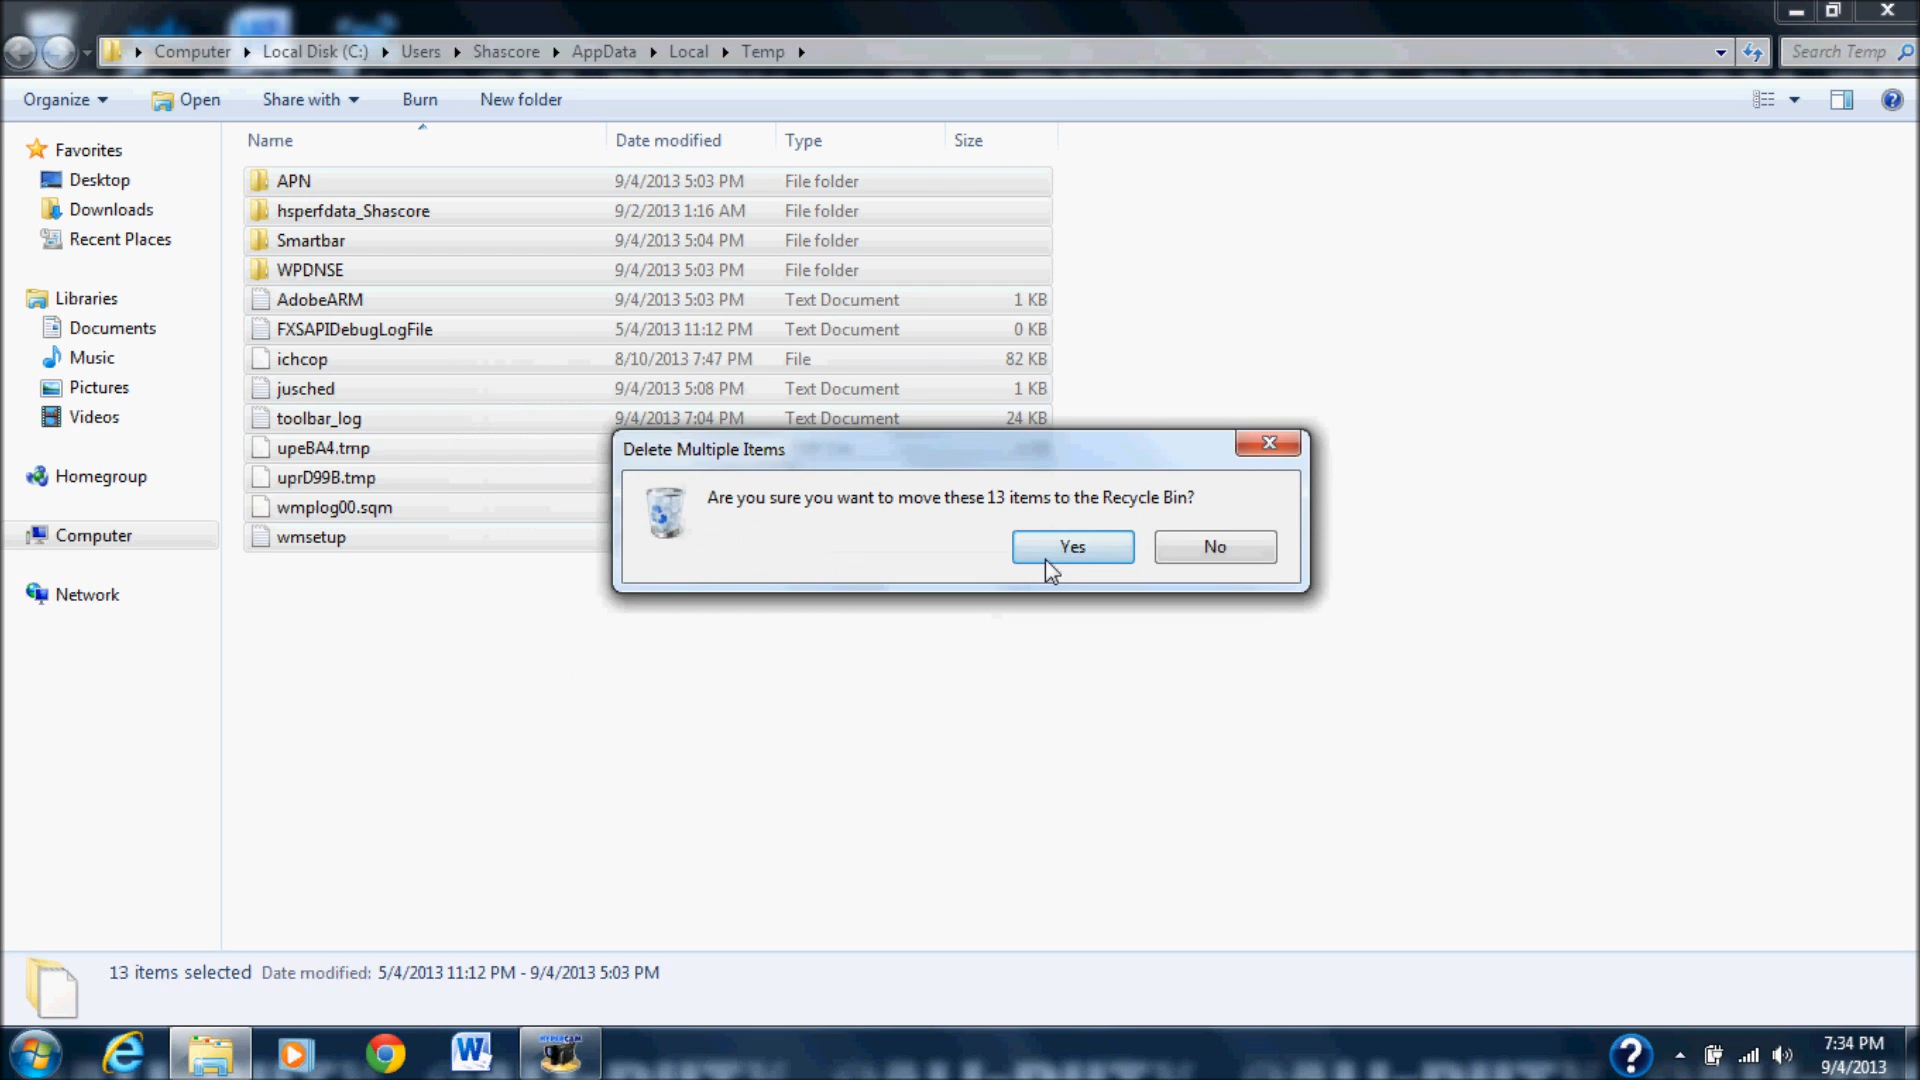 Computer Local Disk (C:) Users Shascore AppData Local Temp Search Temp
Organize Open Share with Burn New folder
Favorites
Desktop
Downloads
Recent Places
Libraries
Documents
Music
Pictures
Videos
Homegroup
Computer
Network
Name Date modified Type Size
APN 9/4/2013 5:03 PM File folder
hsperfdata_Shascore 9/2/2013 1:16 AM File folder
Smartbar 9/4/2013 5:04 PM File folder
WPDNSE 9/4/2013 5:03 PM File folder
AdobeARM 9/4/2013 5:03 PM Text Document 1 KB
FXSAPIDebugLogFile 5/4/2013 11:12 PM Text Document 0 KB
ichcop 8/10/2013 7:47 PM File 82 KB
jusched 9/4/2013 5:08 PM Text Document 1 KB
toolbar_log 9/4/2013 7:04 PM Text Document 24 KB
upeBA4.tmp
uprD99B.tmp
wmplog00.sqm
wmsetup
Delete Multiple Items
Are you sure you want to move these 13 items to the Recycle Bin?
Yes No
13 items selected Date modified: 5/4/2013 11:12 PM - 9/4/2013 5:03 PM
HYPERCAM
7:34 PM
9/4/2013